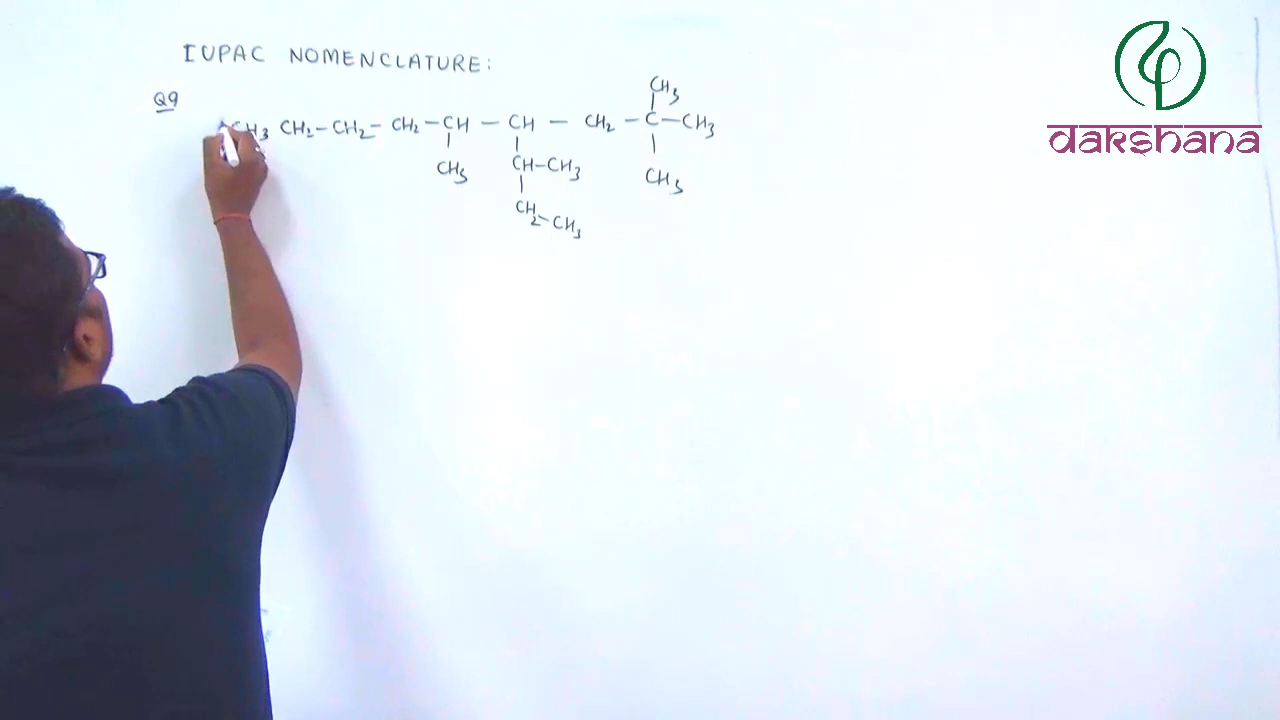 IUPAC NOMENCLATURE:
Q9
CH3
CH3 CH2-CH2- CH2-CH - CH - CH2 - C-CH3
CH3 CH-CH3 CH3
CH2-CH3
dakshana